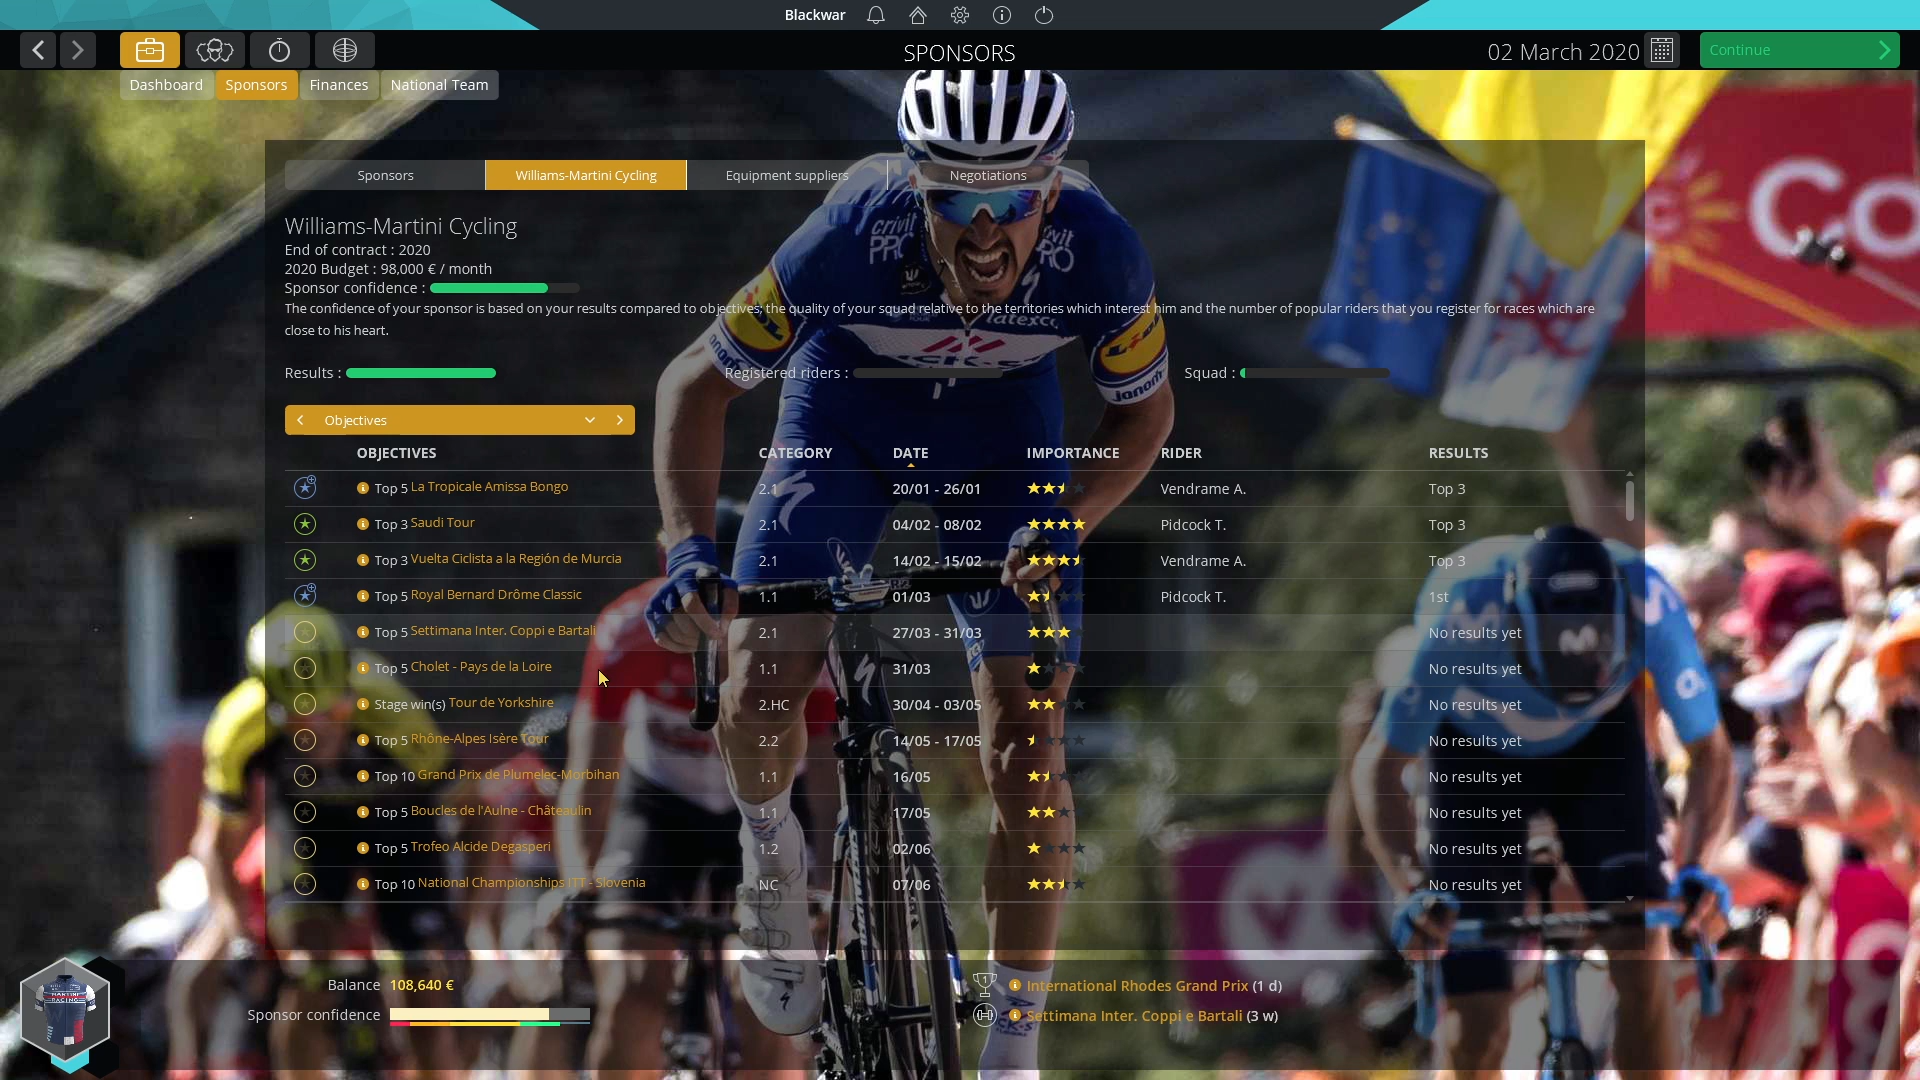 Blackwar
SPONSORS
02 March 2020
Continue
Dashboard
Sponsors
Finances
National Team
Sponsors
Williams-Martini Cycling
Equipment suppliers
Negotiations
Williams-Martini Cycling
End of contract : 2020
2020 Budget : 98,000 € / month
Sponsor confidence :
The confidence of your sponsor is based on your results compared to objectives; the quality of your squad relative to the territories which interest him and the number of popular riders that you register for races which are
close to his heart.
Results :
Registered riders :
Squad :
Objectives
OBJECTIVES CATEGORY DATE IMPORTANCE RIDER RESULTS
Top 5 La Tropicale Amissa Bongo 2.1 20/01 - 26/01 Vendrame A. Top 3
Top 3 Saudi Tour 2.1 04/02 - 08/02 Pidcock T. Top 3
Top 3 Vuelta Ciclista a la Región de Murcia 2.1 14/02 - 15/02 Vendrame A. Top 3
Top 5 Royal Bernard Drôme Classic 1.1 01/03 Pidcock T. 1st
Top 5 Settimana Inter. Coppi e Bartali 2.1 27/03 - 31/03 No results yet
Top 5 Cholet - Pays de la Loire 1.1 31/03 No results yet
Stage win(s) Tour de Yorkshire 2.HC 30/04 - 03/05 No results yet
Top 5 Rhône-Alpes Isère Tour 2.2 14/05 - 17/05 No results yet
Top 10 Grand Prix de Plumelec-Morbihan 1.1 16/05 No results yet
Top 5 Boucles de l'Aulne - Châteaulin 1.1 17/05 No results yet
Top 5 Trofeo Alcide Degasperi 1.2 02/06 No results yet
Top 10 National Championships ITT - Slovenia NC 07/06 No results yet
Balance 108,640 €
Sponsor confidence
International Rhodes Grand Prix (1 d)
Settimana Inter. Coppi e Bartali (3 w)
crivit
PRO
janom
MARTINI
RACING